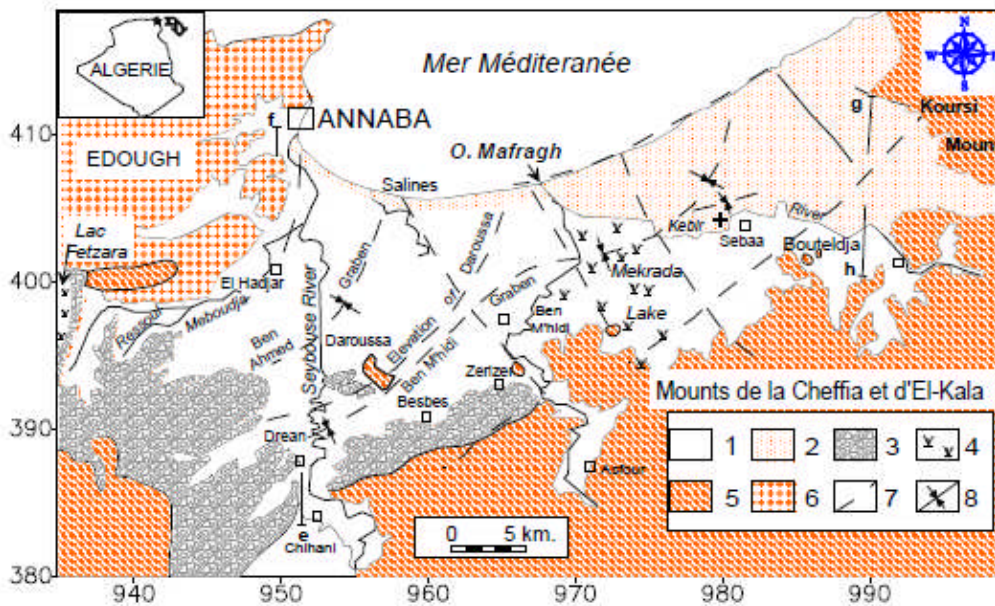 ALGERIE
Mer Méditeranée
N
W
S
410
f
ANNABA
g
Koursi
Mount
EDOUGH
O. Mafragh
Salines
Lac
Fetzara
Kebir
River
Sebaa
Bouteldja
h
400
El Hadjar
Graben
Daroussa
of
Elevation
Mekrada
Lake
Ressoul
Meboudja
Seybouse River
Graben
Ben M'hidi
Ben
M'hidi
Ben
Ahmed
Daroussa
Zerizer
Besbes
390
Drean
Asfour
e
Chihani
Mounts de la Cheffia et d'El-Kala
1 2 3 4
5 6 7 8
0 5 km.
380
940 950 960 970 980 990